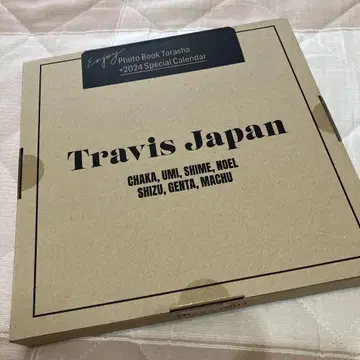 Enjoy
Photo Book Torasha
+2024 Special Calendar
Travis Japan
CHAKA, UMI, SHIME, NOEL
SHIZU, GENTA, MACHU